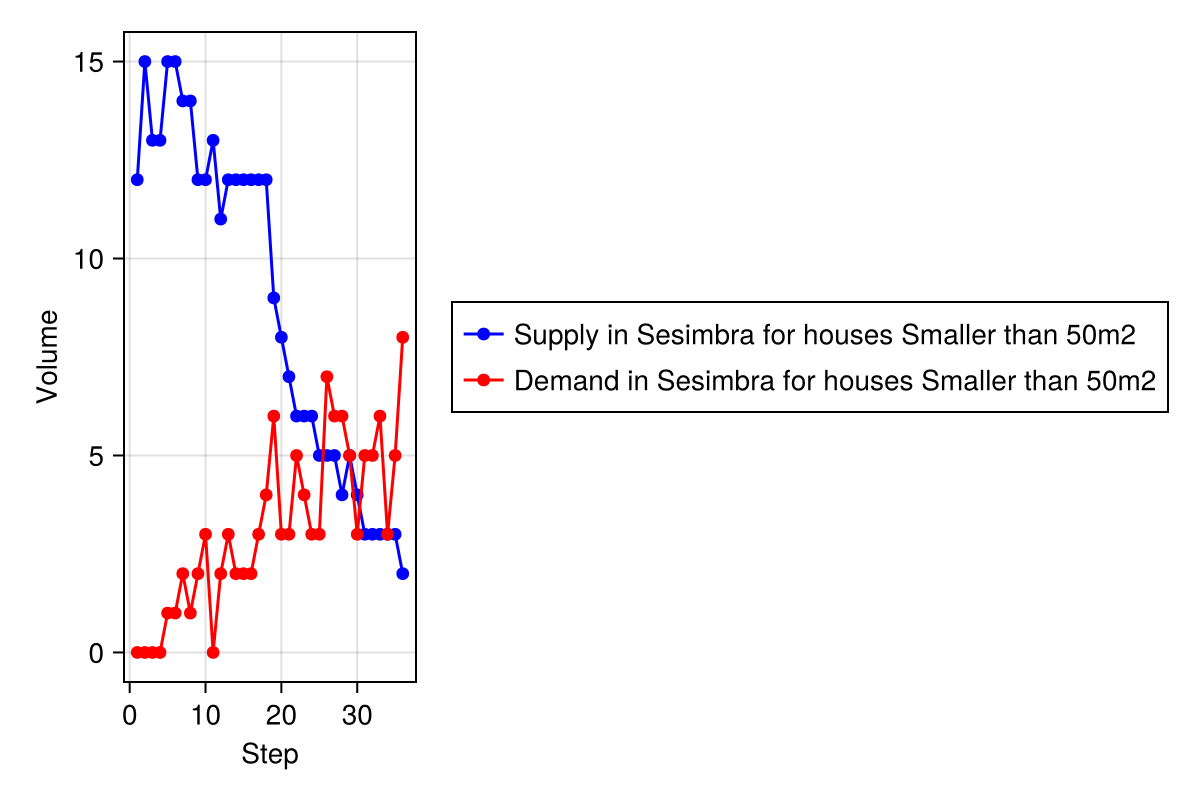 15
10
5
0
Volume
0 10 20 30
Step
Supply in Sesimbra for houses Smaller than 50m2
Demand in Sesimbra for houses Smaller than 50m2